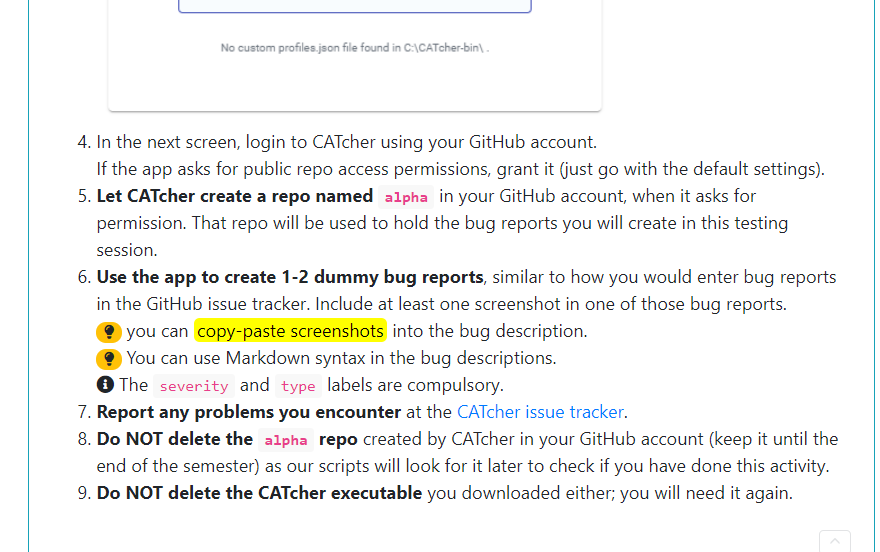 No custom profiles.json file found in C:\CATcher-bin\ .
4. In the next screen, login to CATcher using your GitHub account.
If the app asks for public repo access permissions, grant it (just go with the default settings).
5. Let CATcher create a repo named alpha in your GitHub account, when it asks for
permission. That repo will be used to hold the bug reports you will create in this testing
session.
6. Use the app to create 1-2 dummy bug reports, similar to how you would enter bug reports
in the GitHub issue tracker. Include at least one screenshot in one of those bug reports.
you can copy-paste screenshots into the bug description.
You can use Markdown syntax in the bug descriptions.
The severity and type labels are compulsory.
7. Report any problems you encounter at the CATcher issue tracker.
8. Do NOT delete the alpha repo created by CATcher in your GitHub account (keep it until the
end of the semester) as our scripts will look for it later to check if you have done this activity.
9. Do NOT delete the CATcher executable you downloaded either; you will need it again.